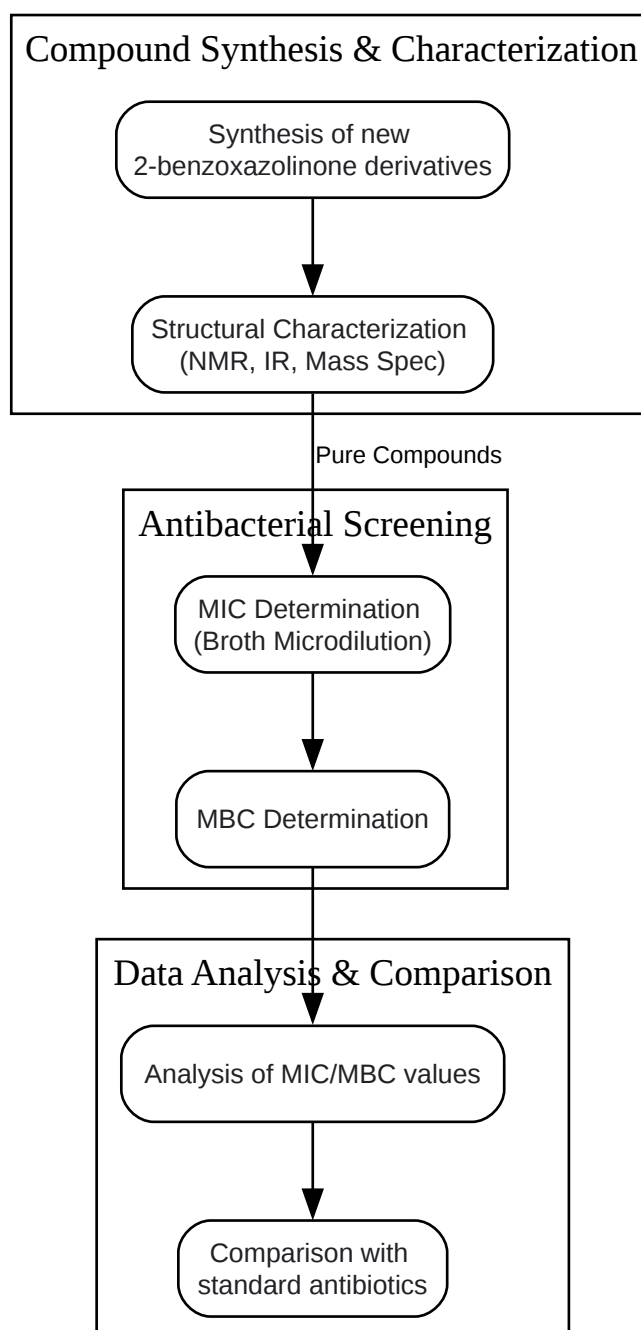 Compound Synthesis & Characterization
Synthesis of new
2-benzoxazolinone derivatives
Structural Characterization
(NMR, IR, Mass Spec)
Pure Compounds
Antibacterial Screening
MIC Determination
(Broth Microdilution)
MBC Determination
Data Analysis & Comparison
Analysis of MIC/MBC values
Comparison with
standard antibiotics